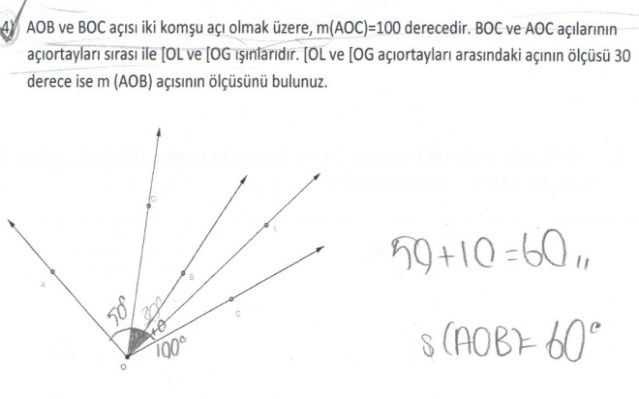 4) AOB ve BOC açısı iki komşu açı olmak üzere, m(AOC)=100 derecedir. BOC ve AOC açılarının
açıortayları sırası ile [OL ve [OG ışınlarıdır. [OL ve [OG açıortayları arasındaki açının ölçüsü 30
derece ise m (AOB) açısının ölçüsünü bulunuz.
G
L
A
B
C
50°
30°
10
100°
O
50+10=60,,
s(AOB)=60°